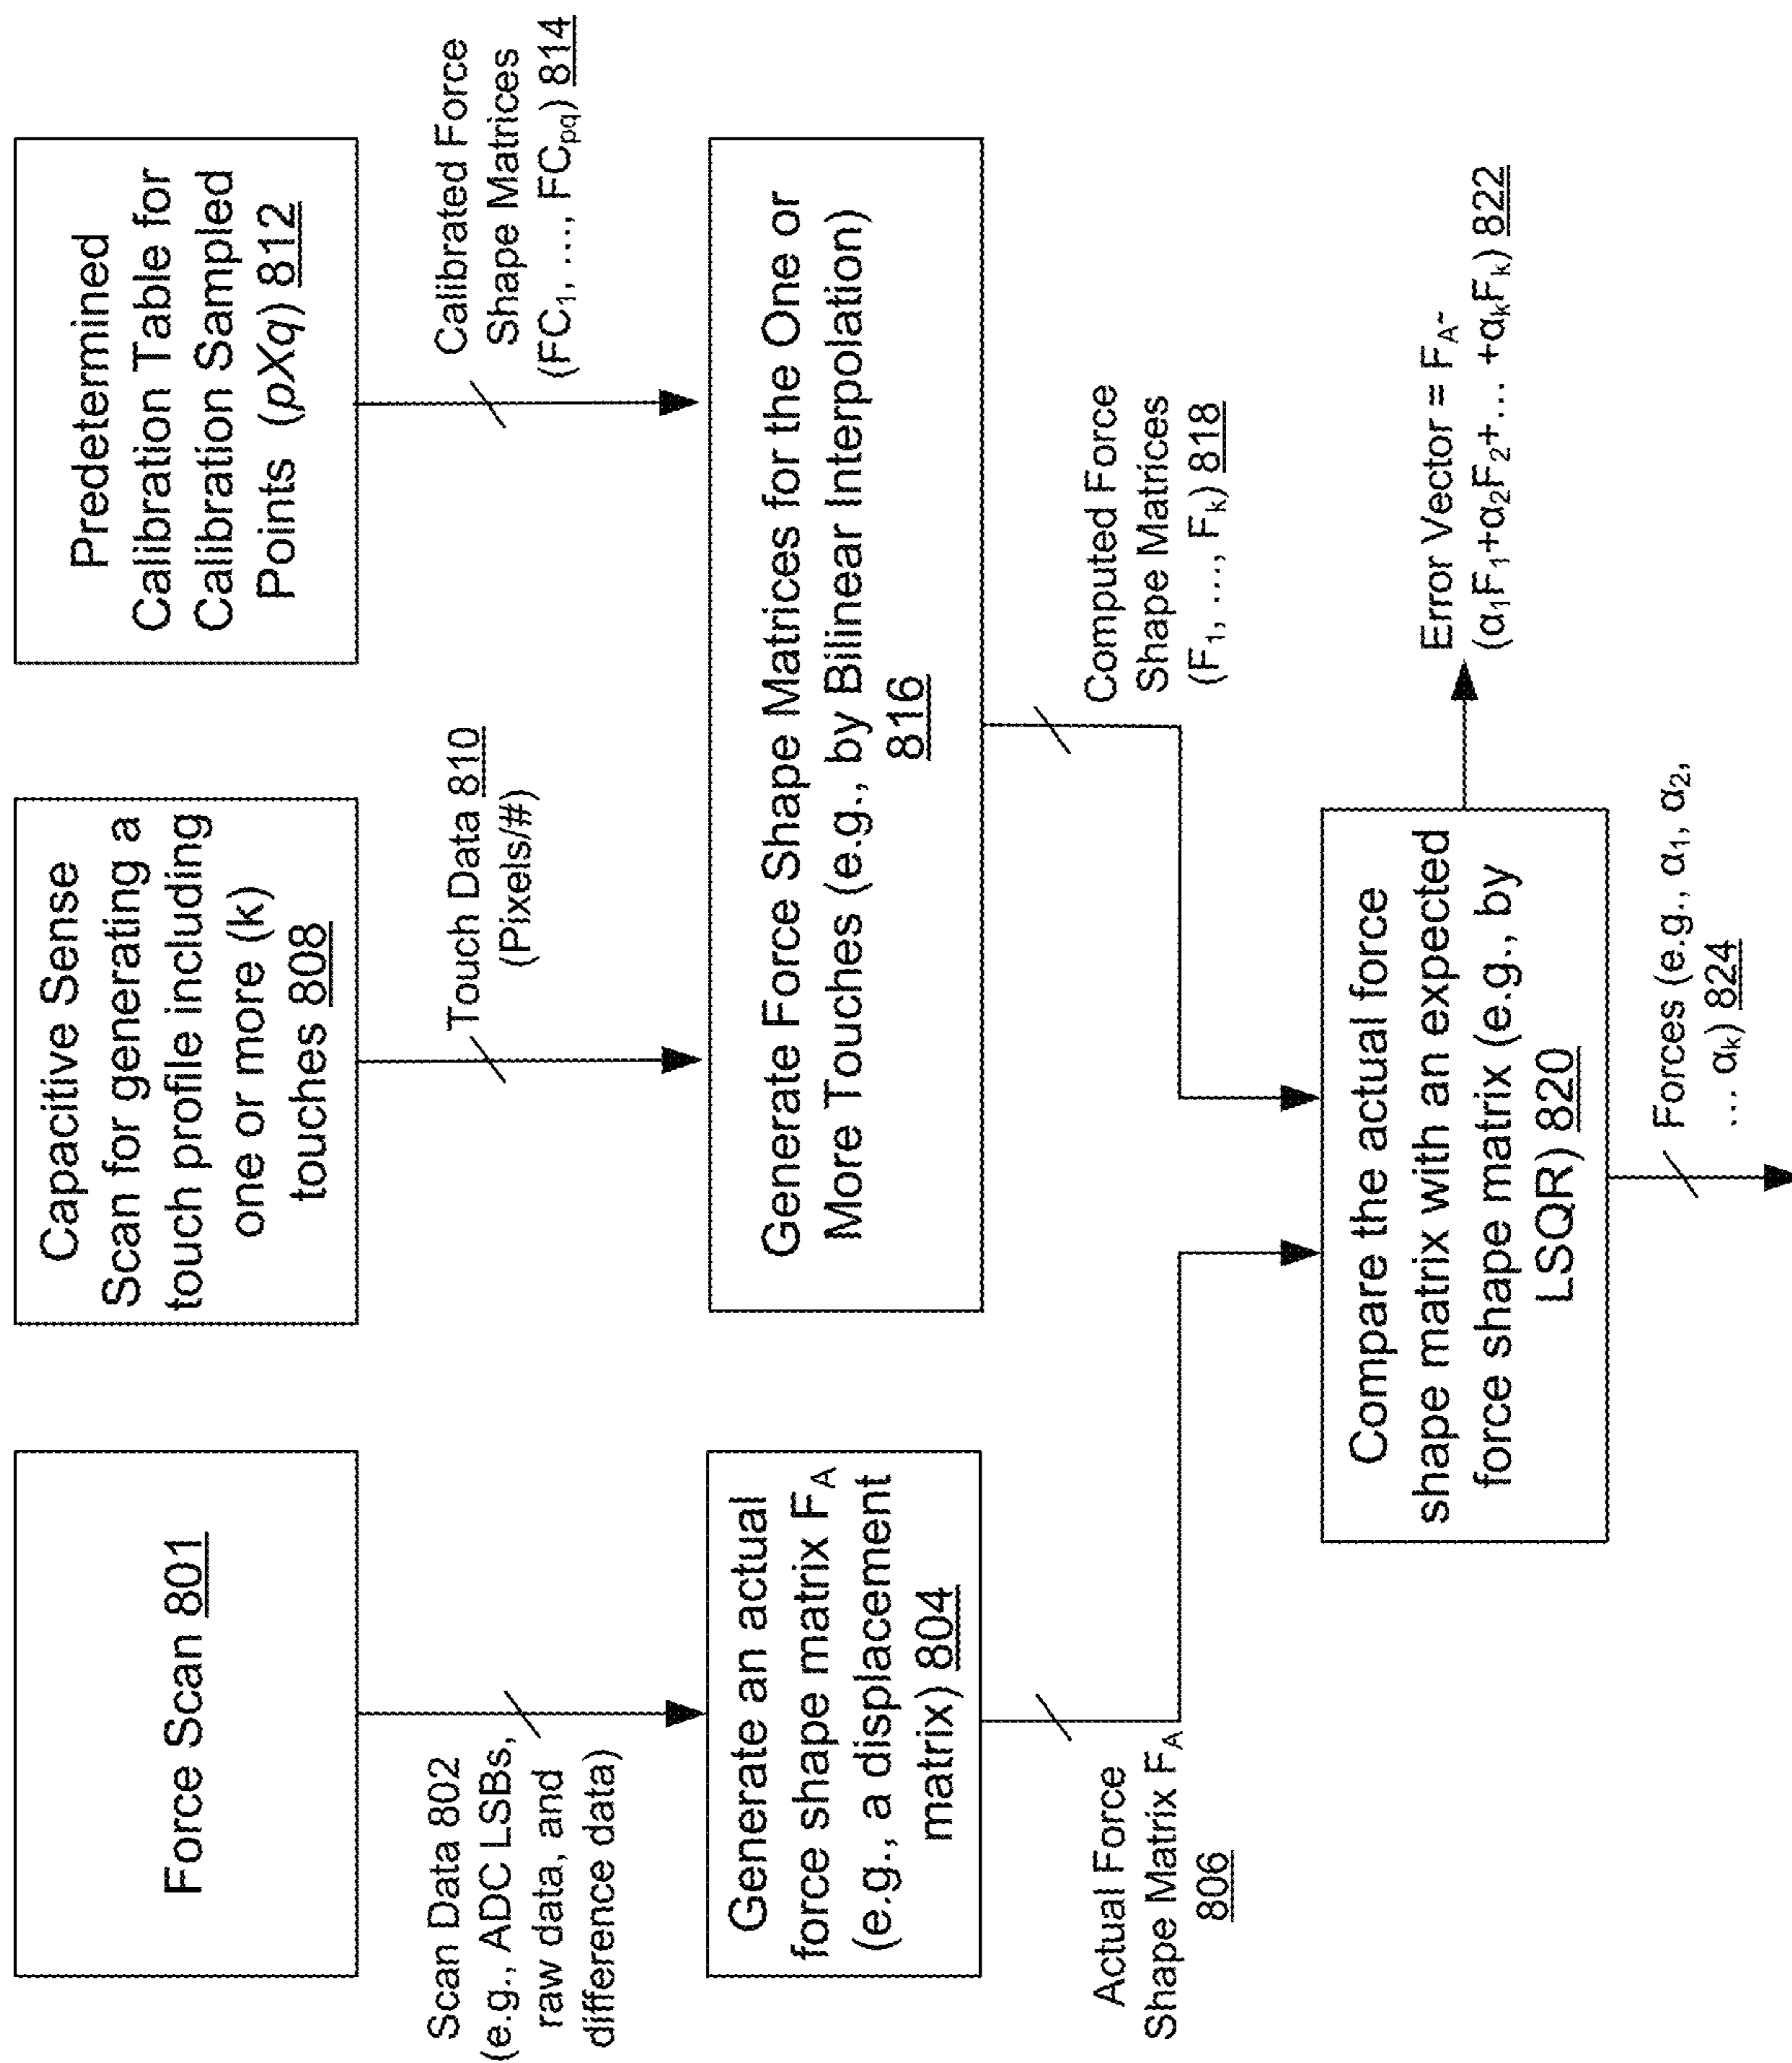 Force Scan 801
Scan Data 802
(e.g., ADC LSBs,
raw data, and
difference data)
Generate an actual
force shape matrix FA
(e.g., a displacement
matrix) 804
Actual Force
Shape Matrix FA
806
Capacitive Sense
Scan for generating a
touch profile including
one or more (k)
touches 808
Touch Data 810
(Pixels/#)
Predetermined
Calibration Table for
Calibration Sampled
Points (pXq) 812
Calibrated Force
Shape Matrices
(FC1, ..., FCpq) 814
Generate Force Shape Matrices for the One or
More Touches (e.g., by Bilinear Interpolation)
816
Computed Force
Shape Matrices
(F1, ..., Fk) 818
Compare the actual force
shape matrix with an expected
force shape matrix (e.g., by
LSQR) 820
Error Vector = FA-
(α1F1+α2F2+... +αkFk) 822
Forces (e.g., α1, α2,
... αk) 824